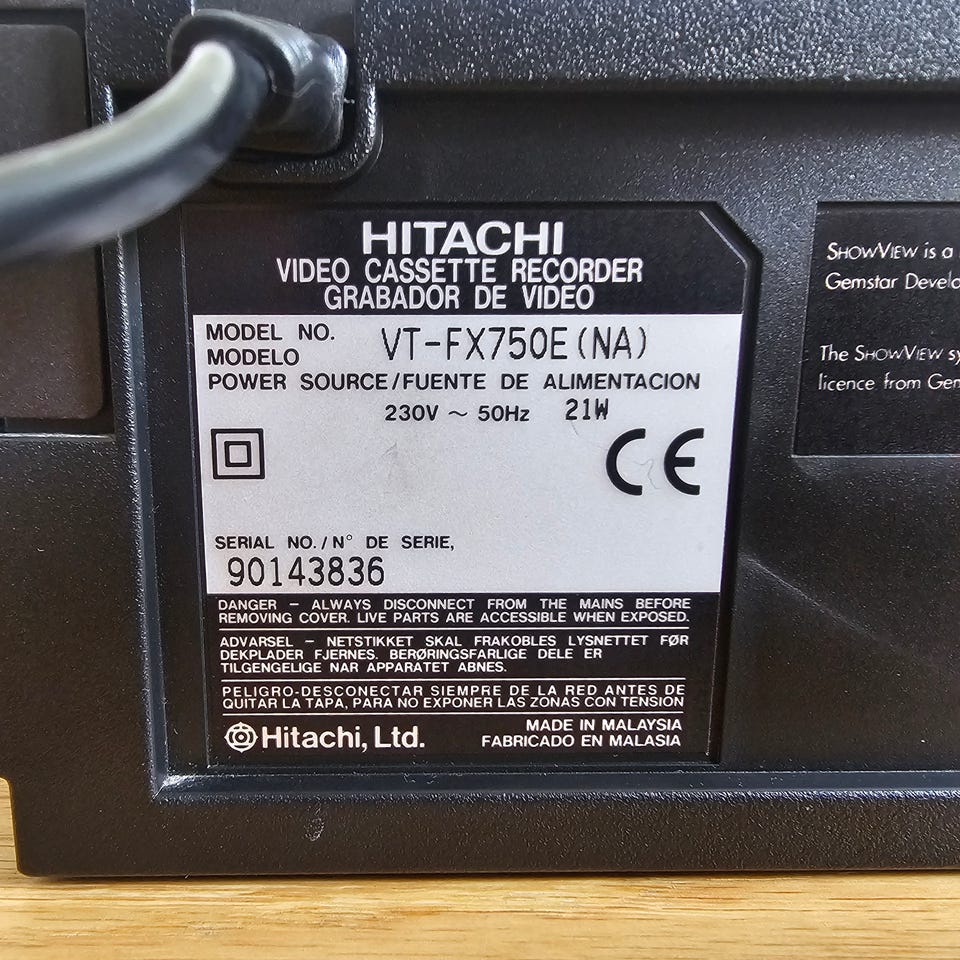 HITACHI
VIDEO CASSETTE RECORDER
GRABADOR DE VIDEO
MODEL NO.
MODELO
VT-FX750E(NA)
POWER SOURCE/FUENTE DE ALIMENTACION
230V ~ 50Hz 21W
CE
SERIAL NO./N° DE SERIE,
90143836
DANGER – ALWAYS DISCONNECT FROM THE MAINS BEFORE
REMOVING COVER. LIVE PARTS ARE ACCESSIBLE WHEN EXPOSED.
ADVARSEL – NETSTIKKET SKAL FRAKOBLES LYSNETTET FØR
DEKPLADER FJERNES. BERØRINGSFARLIGE DELE ER
TILGENGELIGE NAR APPARATET ABNES.
PELIGRO-DESCONECTAR SIEMPRE DE LA RED ANTES DE
QUITAR LA TAPA, PARA NO EXPONER LAS ZONAS CON TENSION
Hitachi, Ltd.
MADE IN MALAYSIA
FABRICADO EN MALASIA
SHOWVIEW is a
Gemstar Develo
The SHOWVIEW sy
licence from Gem